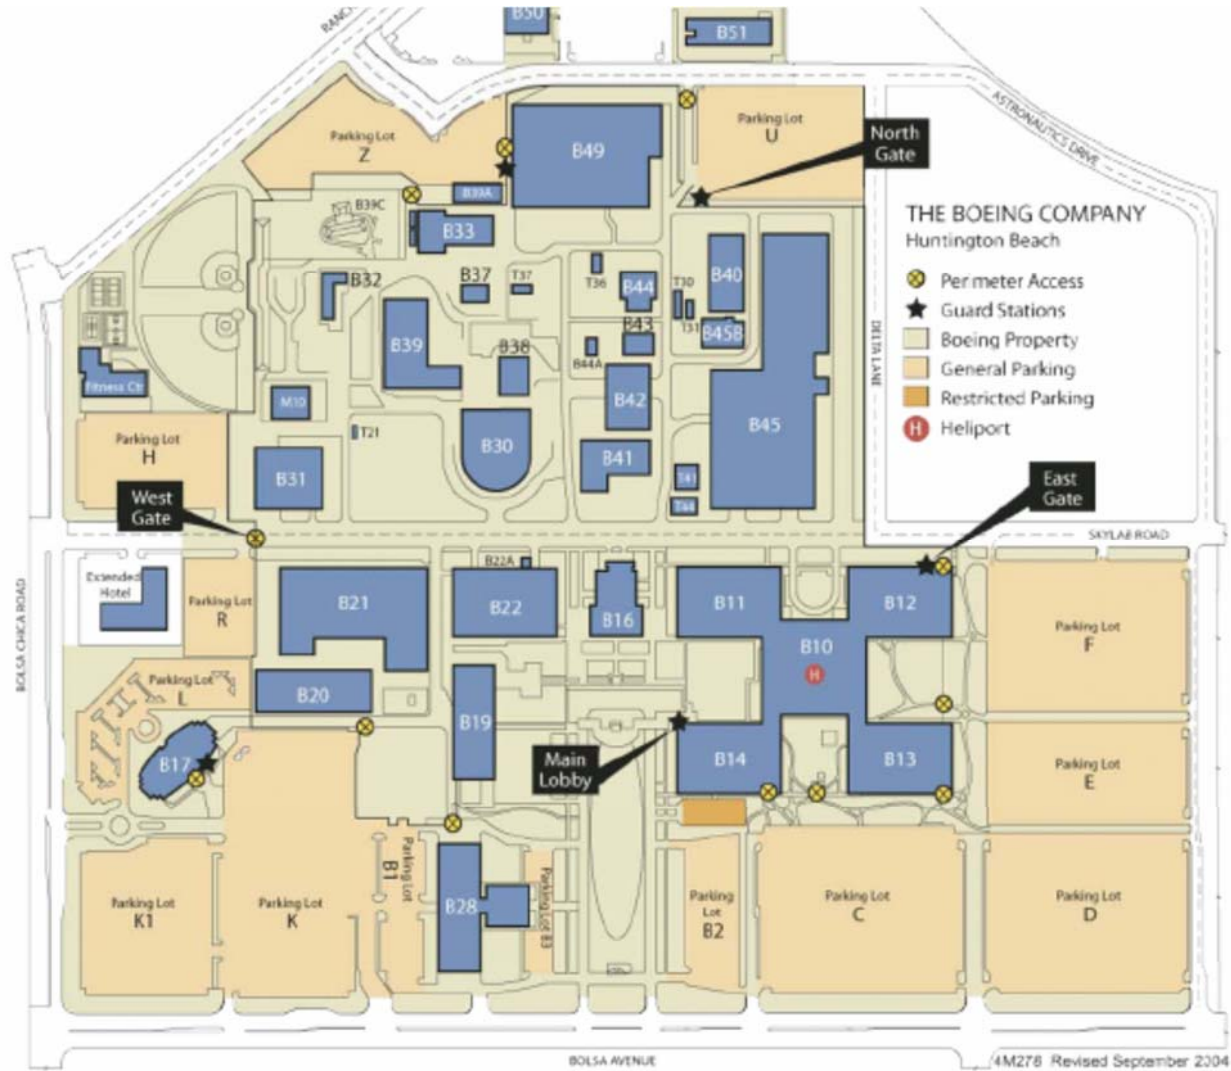 B50
B51
RANCH
ASTRONAUTICS DRIVE
Parking Lot
Z
B49
Parking Lot
U
North
Gate
B39A
B39C
B33
THE BOEING COMPANY
Huntington Beach
Perimeter Access
Guard Stations
Boeing Property
General Parking
Restricted Parking
H Heliport
B32
B37
T37
T36
B44
T30
T31
B40
B45B
B43
B44A
B39
B38
DELTA LANE
Fitness Ctr
M10
B42
B45
T21
Parking Lot
H
B31
B30
B41
T41
West
Gate
East
Gate
SKYLAB ROAD
Extended
Hotel
Parking Lot
R
B21
B22A
B22
B16
B11
B12
B10
H
Parking Lot
F
BOLSA CHICA ROAD
Parking Lot
L
B20
B19
B17
Main
Lobby
B14
B13
Parking Lot
E
Parking Lot
K1
Parking Lot
K
Parking Lot
B1
B28
Parking Lot B3
Parking
Lot
B2
Parking Lot
C
Parking Lot
D
BOLSA AVENUE
4M276 Revised September 2004